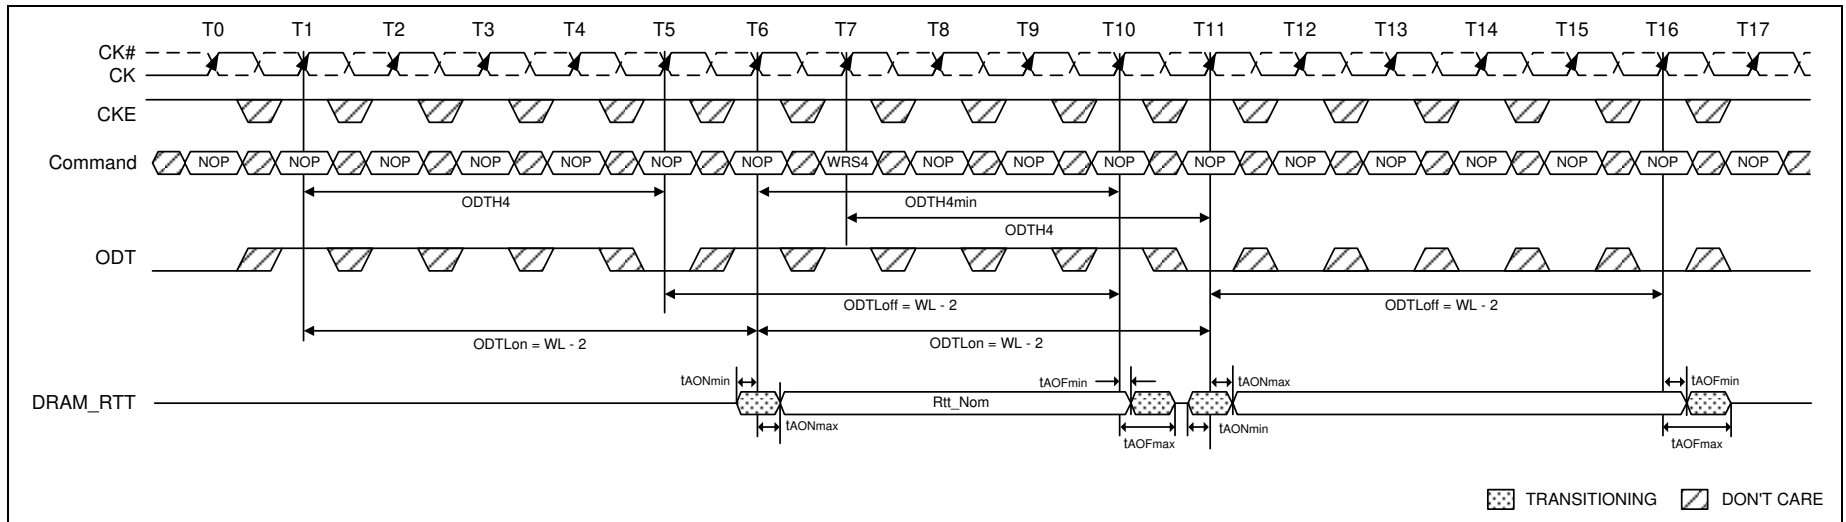 T0 T1 T2 T3 T4 T5 T6 T7 T8 T9 T10 T11 T12 T13 T14 T15 T16 T17
CK#
CK
CKE
Command NOP NOP NOP NOP NOP NOP NOP WRS4 NOP NOP NOP NOP NOP NOP NOP NOP NOP NOP
ODTH4 ODTH4min
ODTH4
ODT
ODTLoff = WL - 2 ODTLoff = WL - 2
ODTLon = WL - 2 ODTLon = WL - 2
tAONmin tAOFmin tAONmax tAOFmin
DRAM_RTT Rtt_Nom
tAONmax tAOFmax tAONmin tAOFmax
TRANSITIONING DON'T CARE